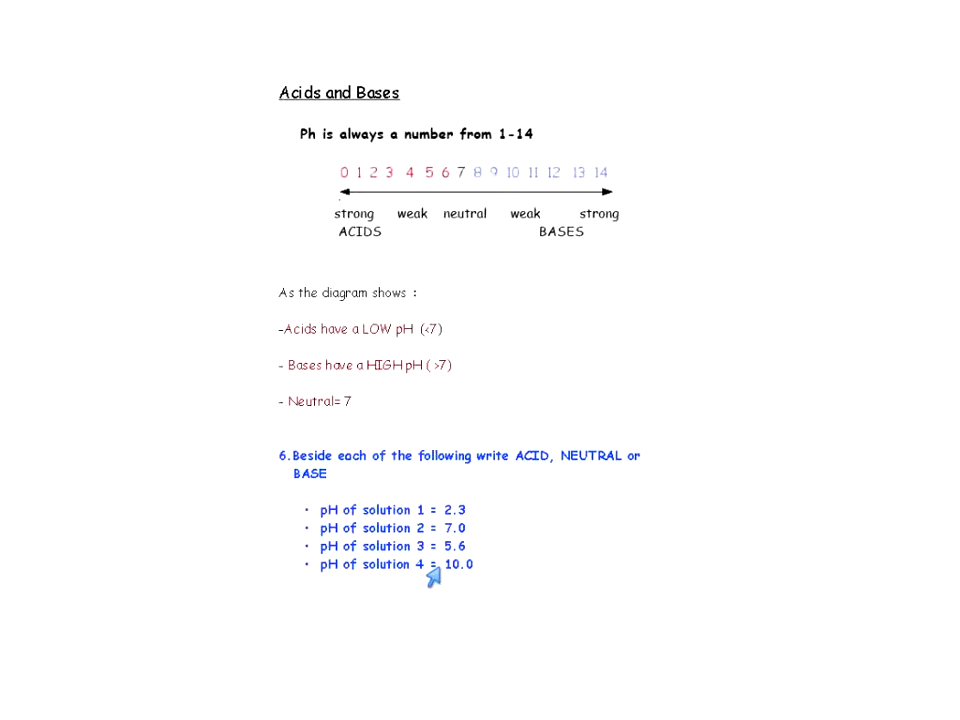 Acids and Bases
Ph is always a number from 1-14
0 1 2 3 4 5 6 7 8 9 10 11 12 13 14
strong weak neutral weak strong
ACIDS BASES
As the diagram shows :
-Acids have a LOW pH (<7)
- Bases have a HIGH pH ( >7)
- Neutral= 7
6.Beside each of the following write ACID, NEUTRAL or
BASE
• pH of solution 1 = 2.3
• pH of solution 2 = 7.0
• pH of solution 3 = 5.6
• pH of solution 4 = 10.0